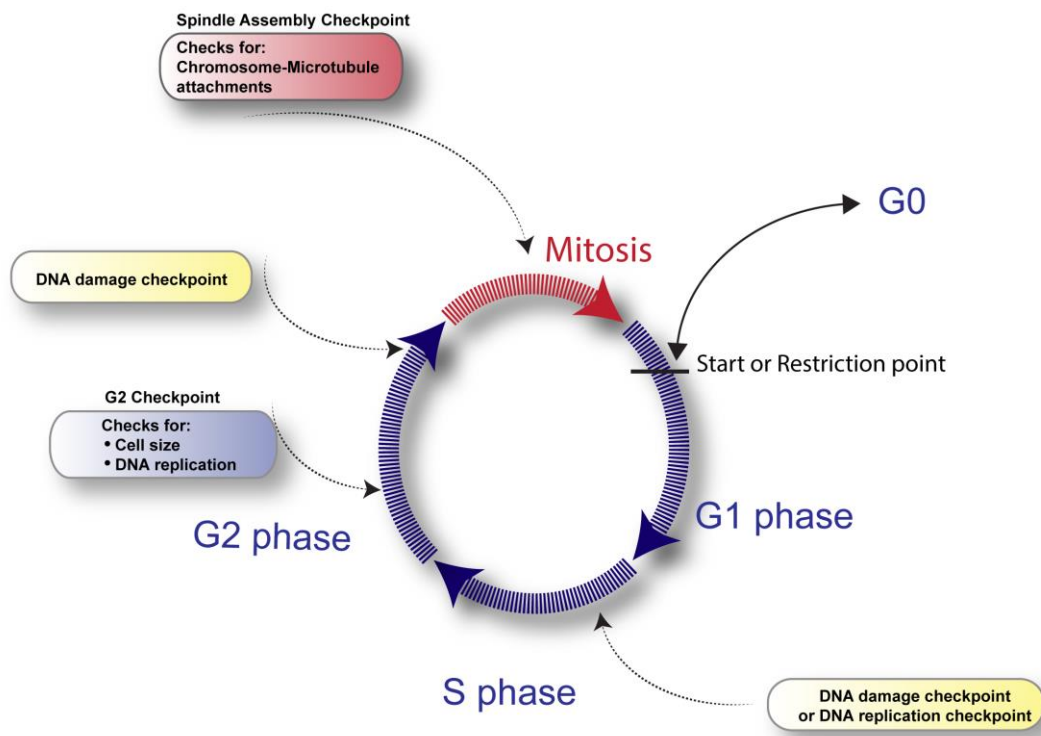 Spindle Assembly Checkpoint
Checks for:
Chromosome-Microtubule
attachments
G0
Mitosis
DNA damage checkpoint
Start or Restriction point
G2 Checkpoint
Checks for:
• Cell size
• DNA replication
G1 phase
G2 phase
S phase
DNA damage checkpoint
or DNA replication checkpoint